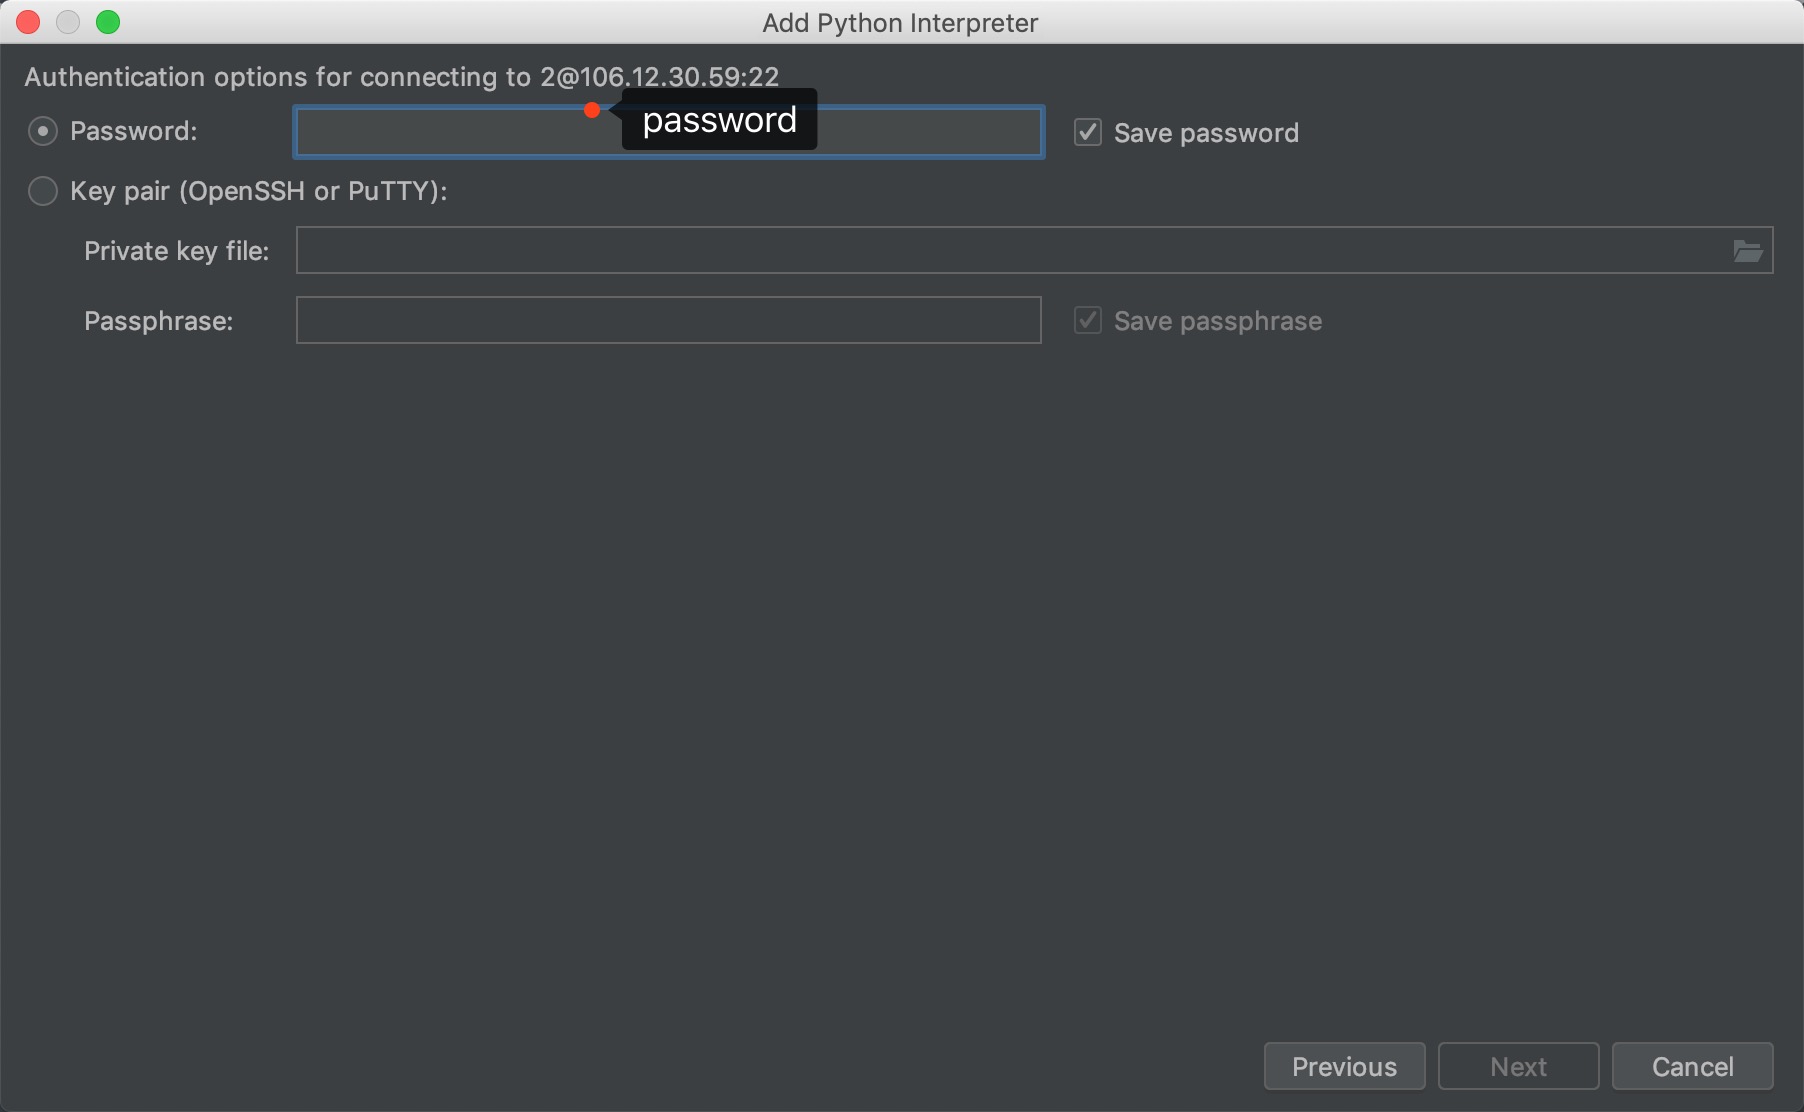 Add Python Interpreter
Authentication options for connecting to 2@106.12.30.59:22
Password: password Save password
Key pair (OpenSSH or PuTTY):
Private key file:
Passphrase: Save passphrase
Previous Next Cancel